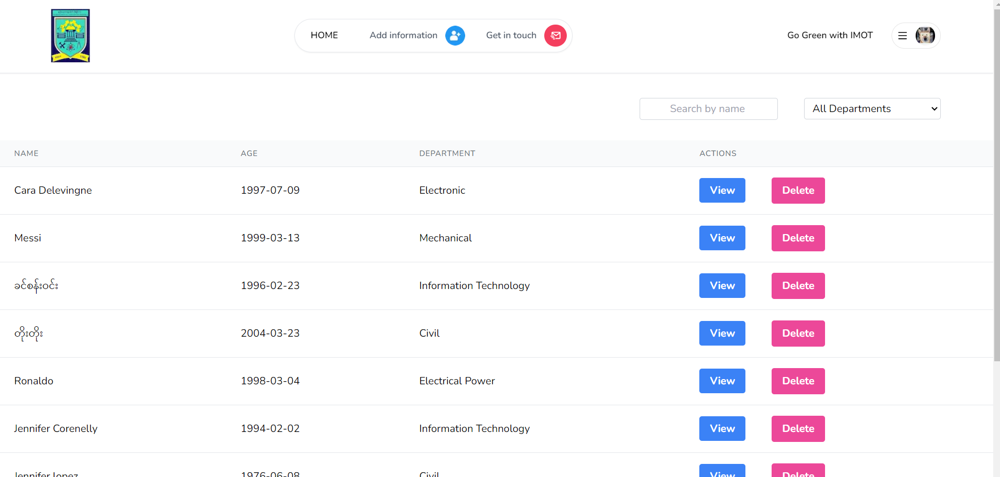 HOME Add information Get in touch Go Green with IMOT
Search by name All Departments
NAME AGE DEPARTMENT ACTIONS
Cara Delevingne 1997-07-09 Electronic View Delete
Messi 1999-03-13 Mechanical View Delete
ခင်စန်းဝင်း 1996-02-23 Information Technology View Delete
တိုးတိုး 2004-03-23 Civil View Delete
Ronaldo 1998-03-04 Electrical Power View Delete
Jennifer Corenelly 1994-02-02 Information Technology View Delete
Jennifer lopez 1976-06-08 Civil View Delete